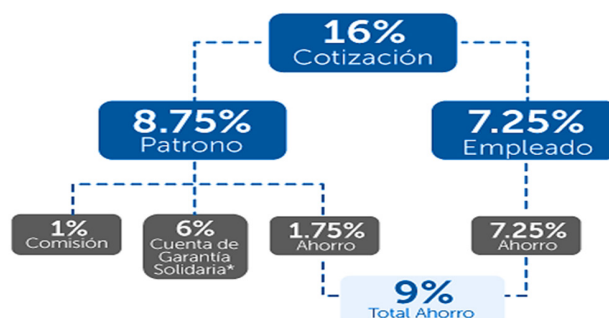 16%
Cotización
8.75%
Patrono
7.25%
Empleado
1%
Comisión
6%
Cuenta de
Garantía
Solidaria*
1.75%
Ahorro
7.25%
Ahorro
9%
Total Ahorro